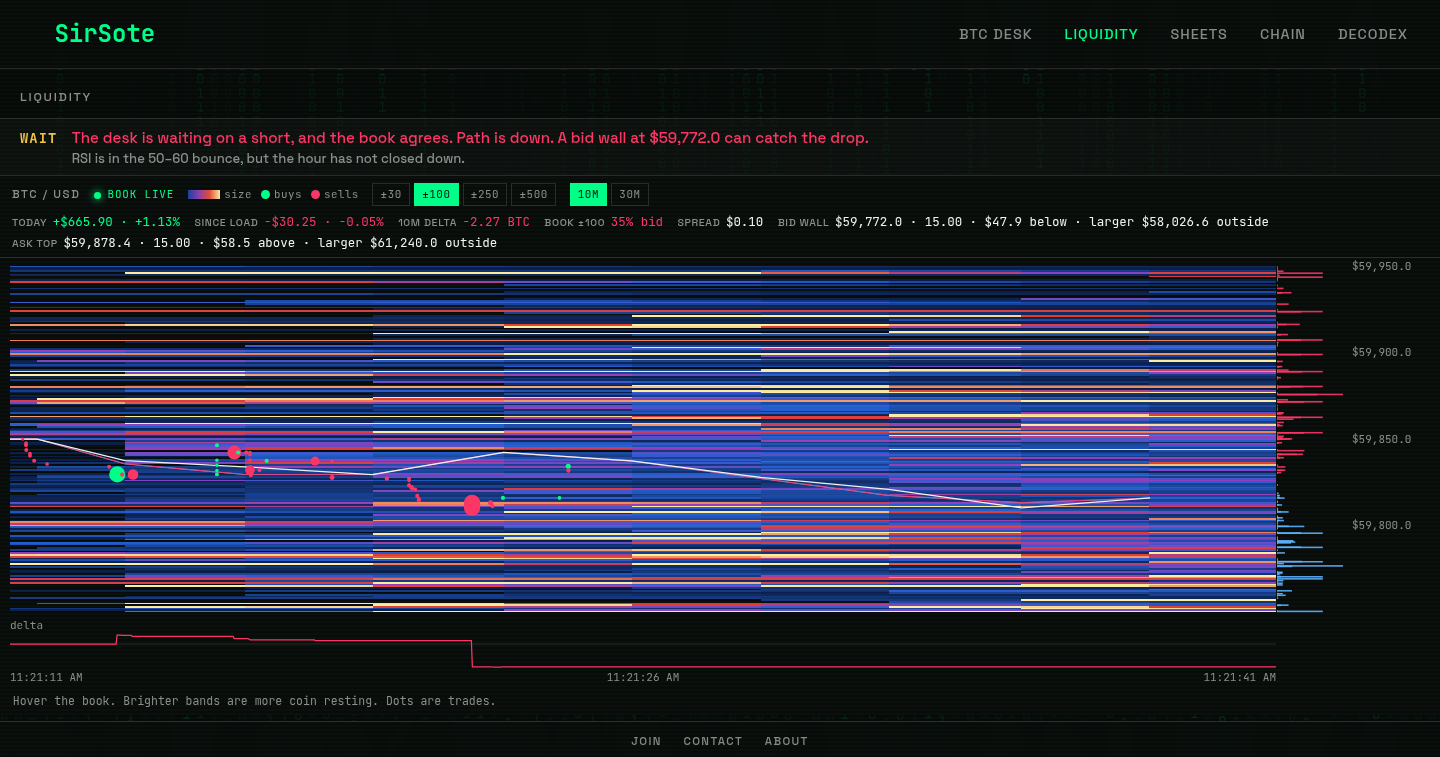 SirSote
BTC DESK LIQUIDITY SHEETS CHAIN DECODEX
LIQUIDITY
WAIT The desk is waiting on a short, and the book agrees. Path is down. A bid wall at $59,772.0 can catch the drop.
RSI is in the 50–60 bounce, but the hour has not closed down.
BTC / USD BOOK LIVE size buys sells ±30 ±100 ±250 ±500 10M 30M
TODAY +$665.90 · +1.13% SINCE LOAD -$30.25 · -0.05% 10M DELTA -2.27 BTC BOOK ±100 35% bid SPREAD $0.10 BID WALL $59,772.0 · 15.00 · $47.9 below · larger $58,026.6 outside
ASK TOP $59,878.4 · 15.00 · $58.5 above · larger $61,240.0 outside
$59,950.0
$59,900.0
$59,850.0
$59,800.0
delta
11:21:11 AM 11:21:26 AM 11:21:41 AM
Hover the book. Brighter bands are more coin resting. Dots are trades.
JOIN CONTACT ABOUT